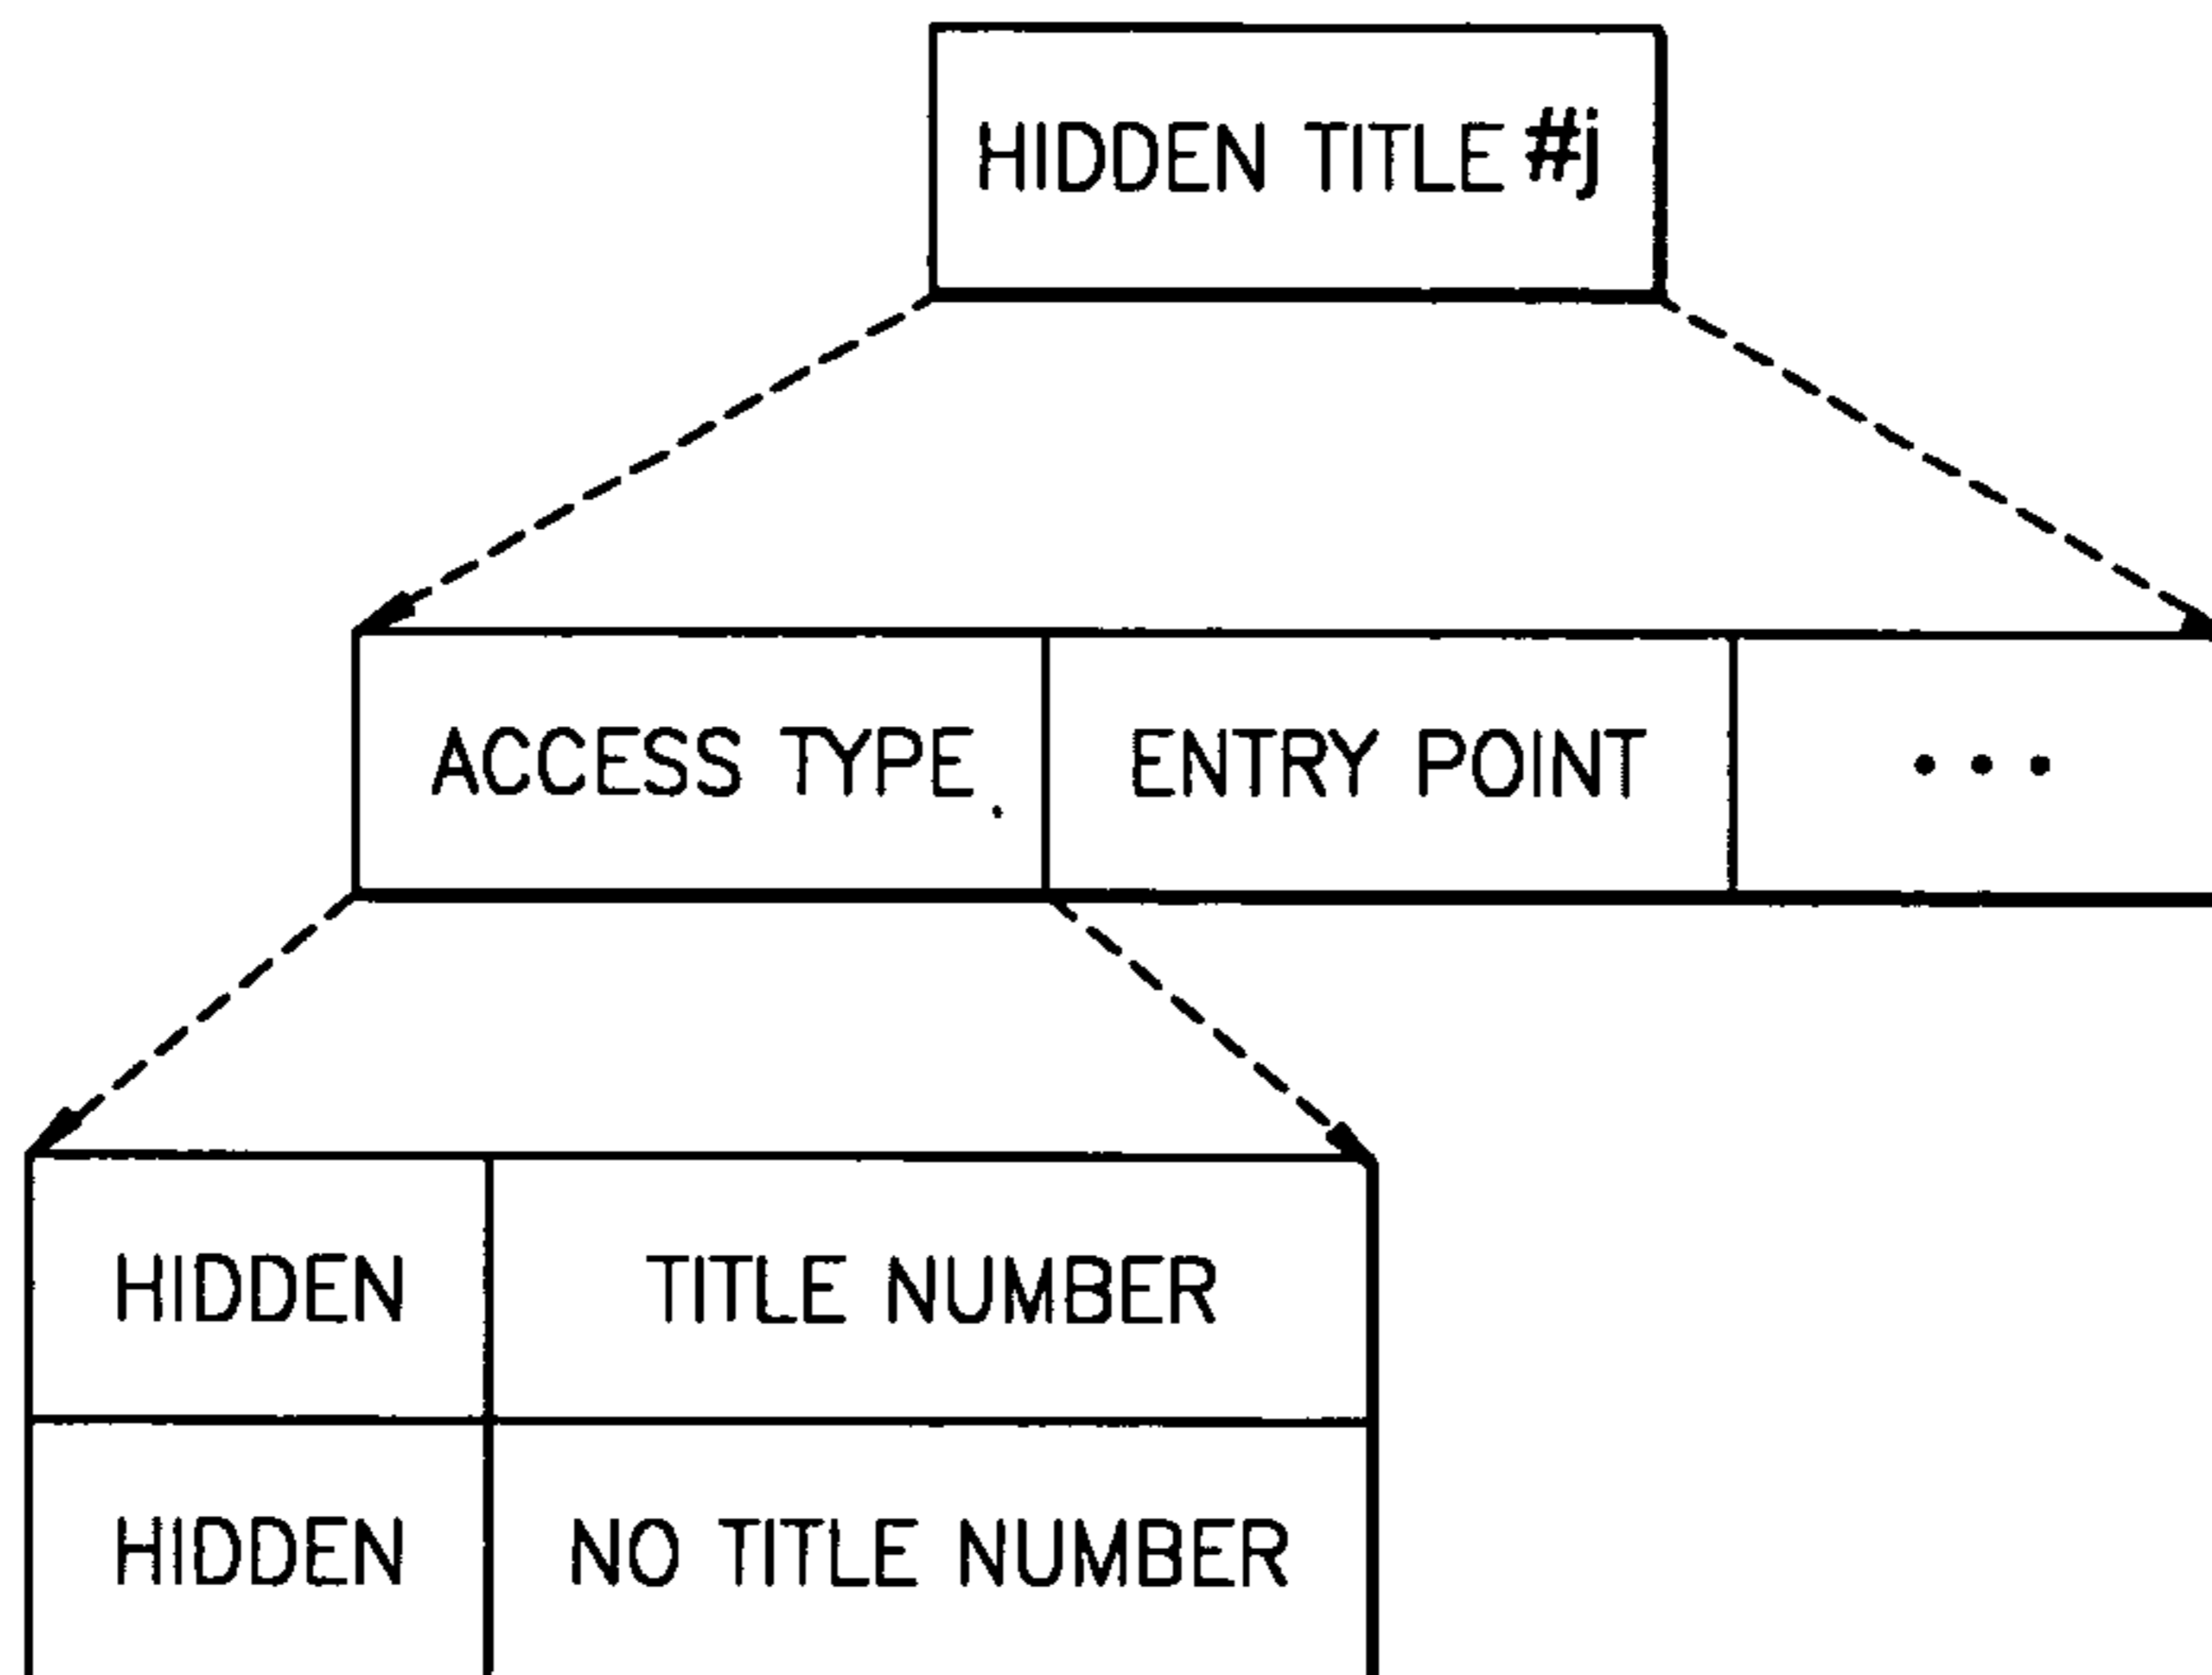 HIDDEN TITLE #j
ACCESS TYPE ENTRY POINT •••
HIDDEN TITLE NUMBER
HIDDEN NO TITLE NUMBER